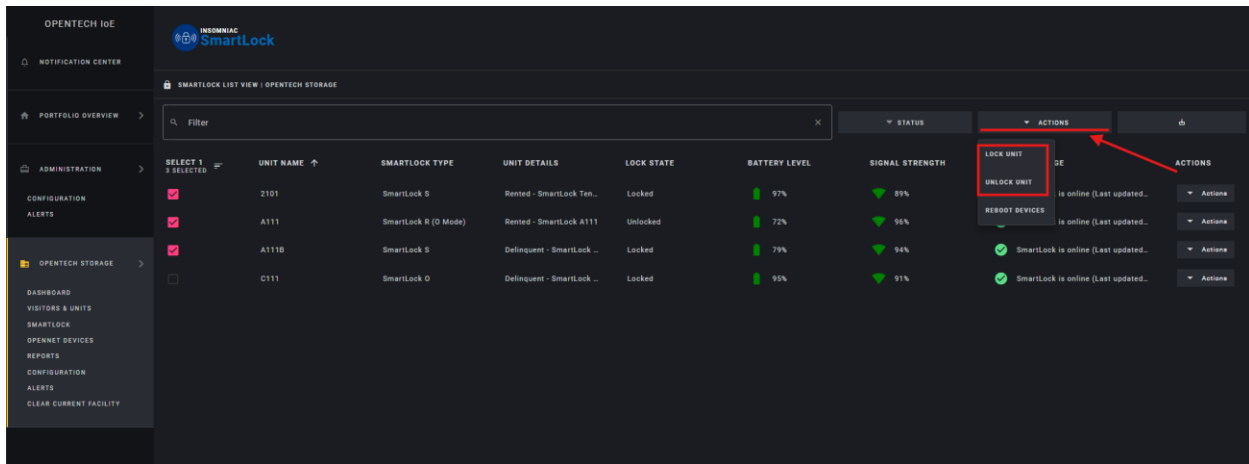 OPENTECH IoE
NOTIFICATION CENTER
PORTFOLIO OVERVIEW
ADMINISTRATION
CONFIGURATION
ALERTS
OPENTECH STORAGE
DASHBOARD
VISITORS & UNITS
SMARTLOCK
OPENNET DEVICES
REPORTS
CONFIGURATION
ALERTS
CLEAR CURRENT FACILITY
INSOMNIAC
SmartLock
SMARTLOCK LIST VIEW | OPENTECH STORAGE
Filter
STATUS
ACTIONS
LOCK UNIT
UNLOCK UNIT
REBOOT DEVICES
SELECT 1 UNIT NAME SMARTLOCK TYPE UNIT DETAILS LOCK STATE BATTERY LEVEL SIGNAL STRENGTH GE ACTIONS
3 SELECTED
2101 SmartLock S Rented - SmartLock Ten... Locked 97% 89% k is online (Last updated... Actions
A111 SmartLock R (O Mode) Rented - SmartLock A111 Unlocked 72% 96% k is online (Last updated... Actions
A111B SmartLock S Delinquent - SmartLock ... Locked 79% 94% SmartLock is online (Last updated... Actions
C111 SmartLock O Delinquent - SmartLock ... Locked 95% 91% SmartLock is online (Last updated... Actions